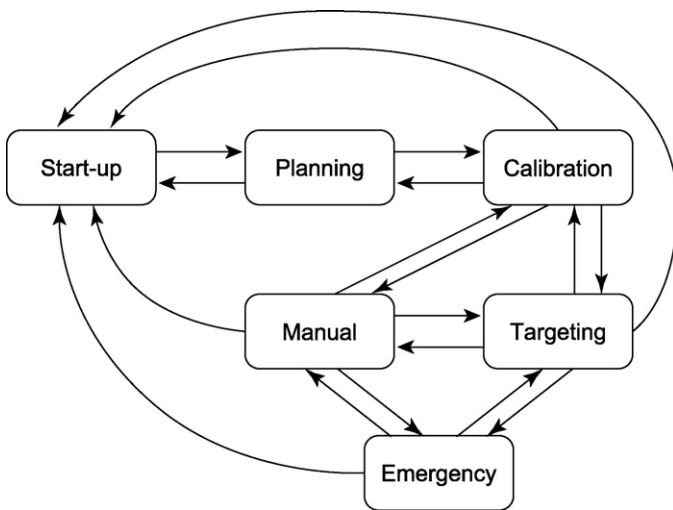 Start-up
Planning
Calibration
Manual
Targeting
Emergency